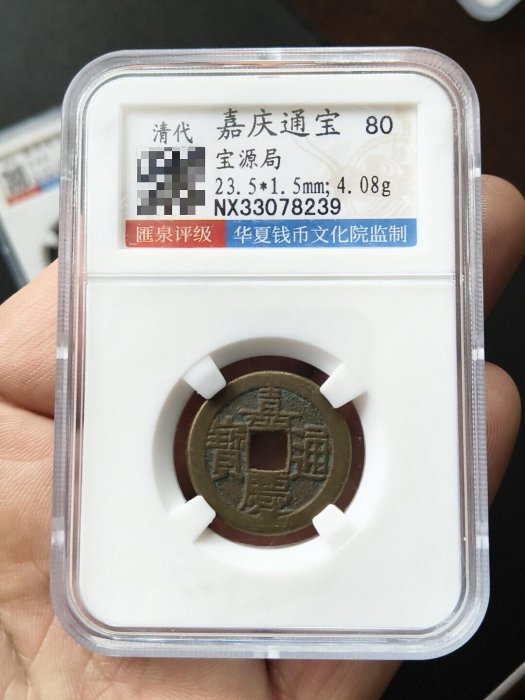 清代 嘉庆通宝 80
宝源局
23.5*1.5mm; 4.08g
NX33078239
匯泉评级 华夏钱币文化院监制
嘉慶通寶